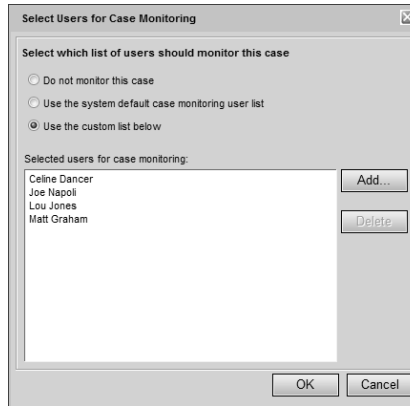 Select Users for Case Monitoring
Select which list of users should monitor this case
Do not monitor this case
Use the system default case monitoring user list
Use the custom list below
Selected users for case monitoring:
Celine Dancer
Joe Napoli
Lou Jones
Matt Graham
Add...
Delete
OK
Cancel